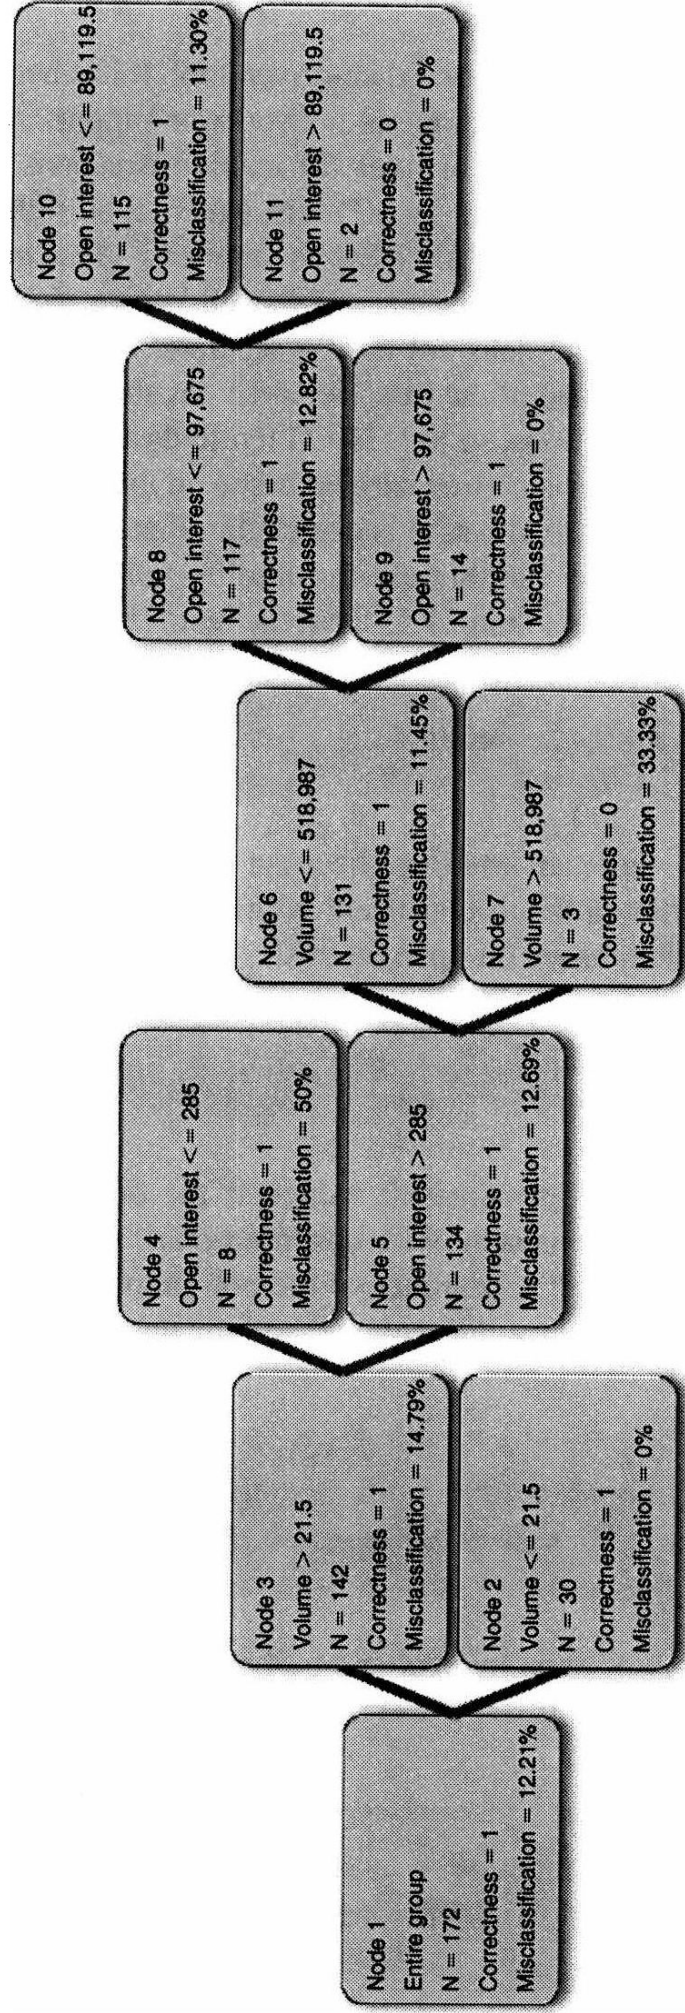 Node 1
Entire group
N = 172
Correctness = 1
Misclassification = 12.21%
Node 3
Volume > 21.5
N = 142
Correctness = 1
Misclassification = 14.79%
Node 2
Volume <= 21.5
N = 30
Correctness = 1
Misclassification = 0%
Node 4
Open interest <= 285
N = 8
Correctness = 1
Misclassification = 50%
Node 5
Open interest > 285
N = 134
Correctness = 1
Misclassification = 12.69%
Node 6
Volume <= 518,987
N = 131
Correctness = 1
Misclassification = 11.45%
Node 7
Volume > 518,987
N = 3
Correctness = 0
Misclassification = 33.33%
Node 8
Open interest <= 97,675
N = 117
Correctness = 1
Misclassification = 12.82%
Node 9
Open interest > 97,675
N = 14
Correctness = 1
Misclassification = 0%
Node 10
Open interest <= 89,119.5
N = 115
Correctness = 1
Misclassification = 11.30%
Node 11
Open interest > 89,119.5
N = 2
Correctness = 0
Misclassification = 0%